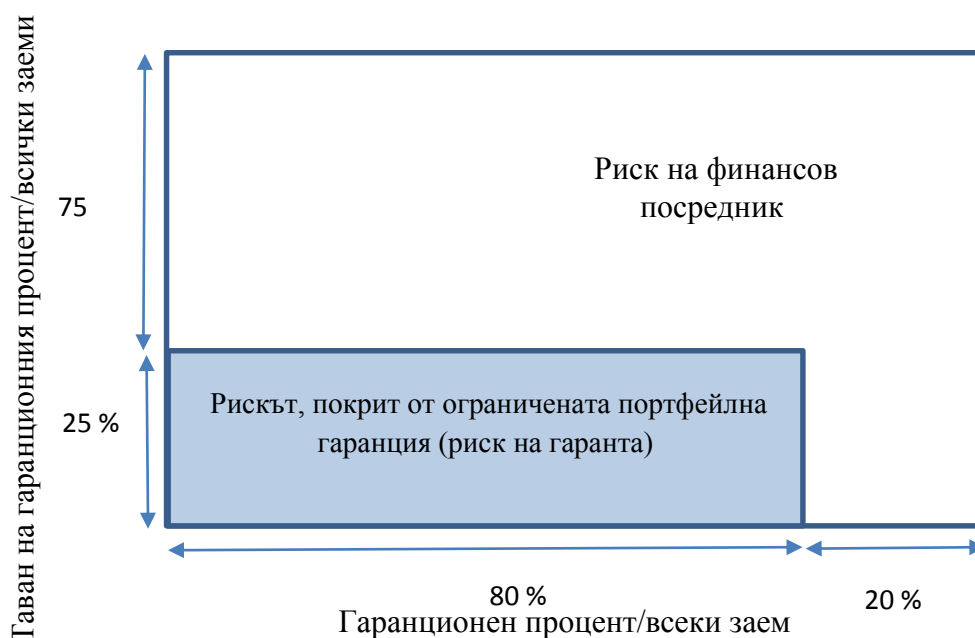 Таван на гаранционния процент/всички заеми
75
Риск на финансов
посредник
25 %
Рискът, покрит от ограничената портфейлна
гаранция (риск на гаранта)
80 %
20 %
Гаранционен процент/всеки заем